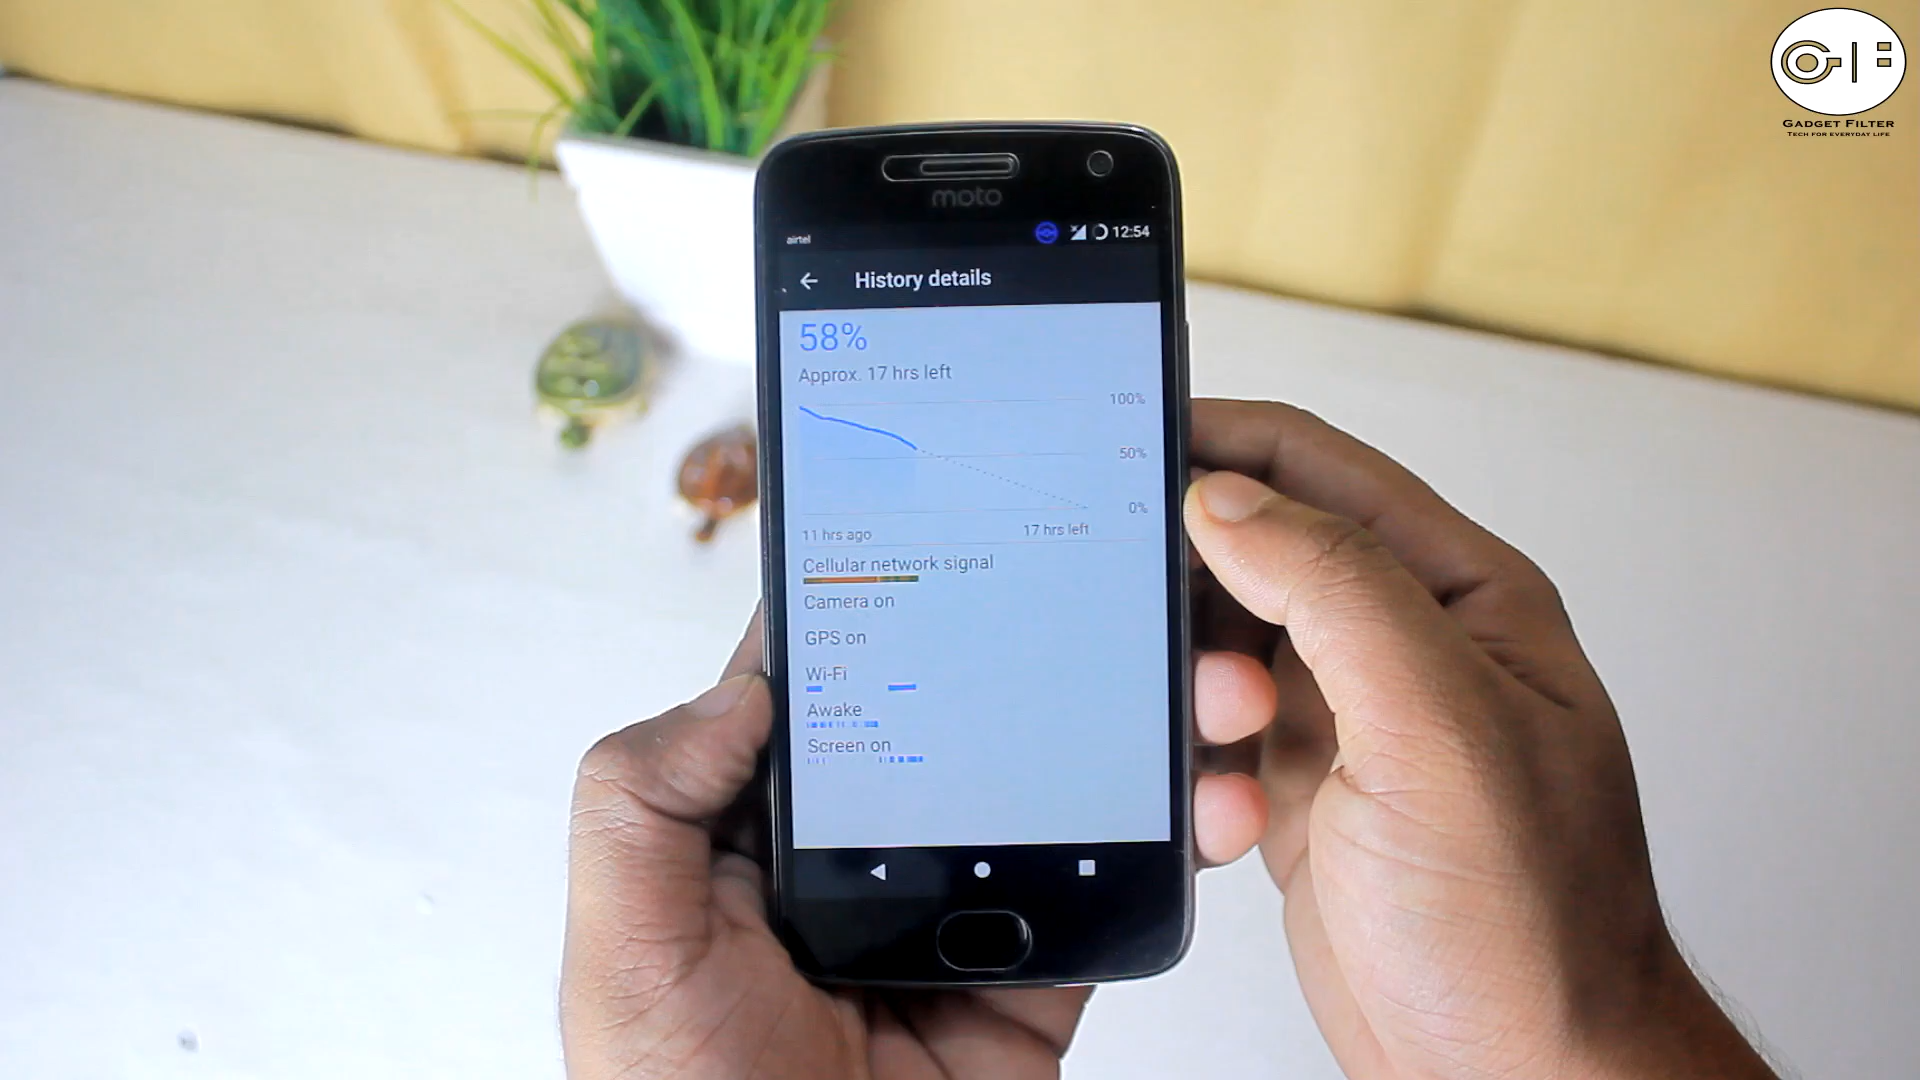 GADGET FILTER
TECH FOR EVERYDAY LIFE
moto
airtel
12:54
History details
58%
Approx. 17 hrs left
100%
50%
0%
11 hrs ago
17 hrs left
Cellular network signal
Camera on
GPS on
Wi-Fi
Awake
Screen on